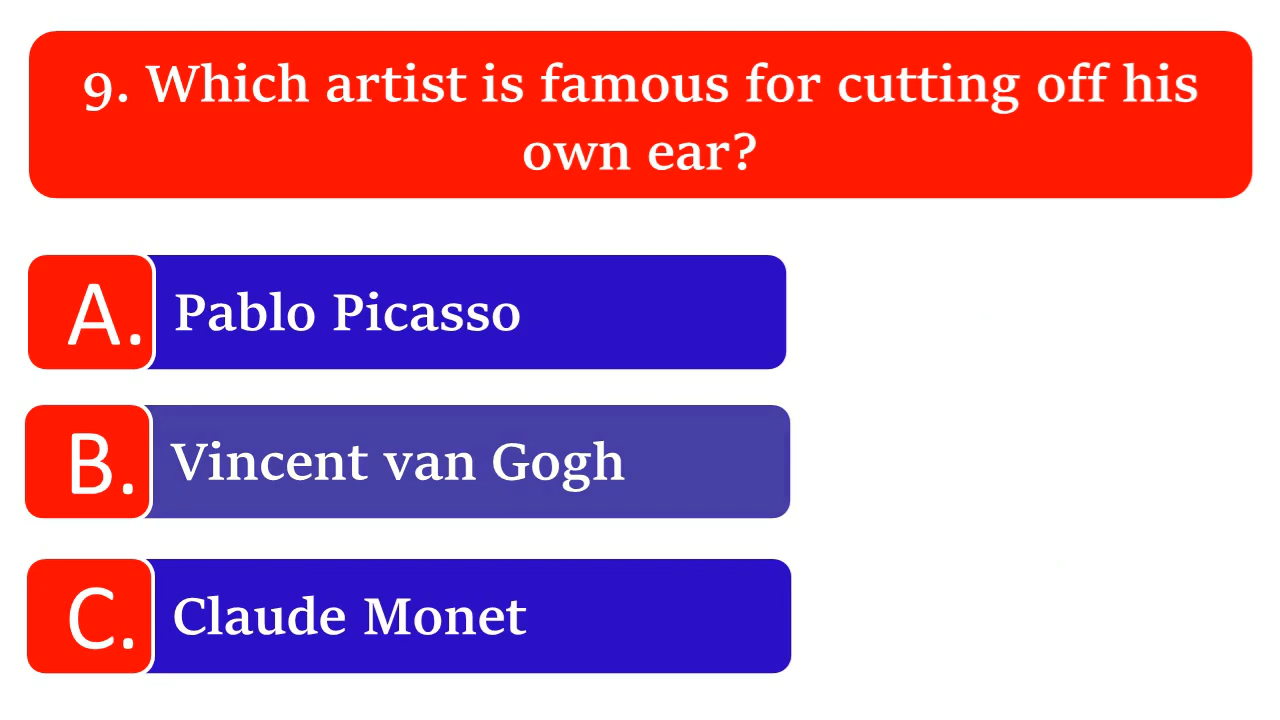 9. Which artist is famous for cutting off his
own ear?
A. Pablo Picasso
B. Vincent van Gogh
C. Claude Monet